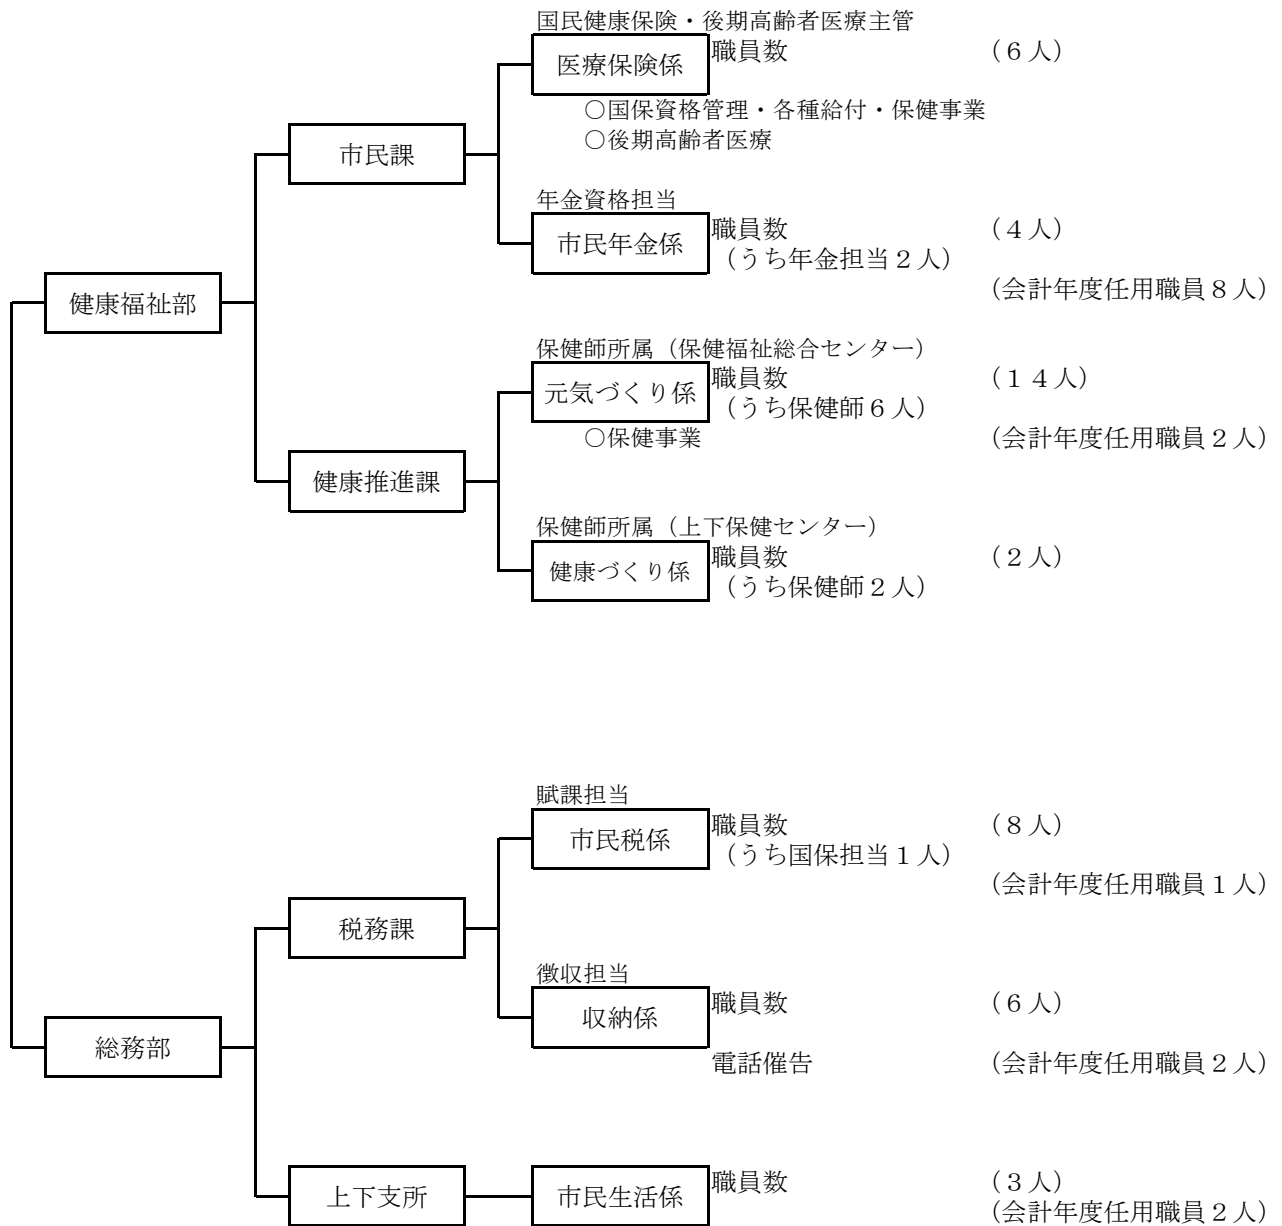 国民健康保険・後期高齢者医療主管
医療保険係 職員数 （６人）
○国保資格管理・各種給付・保健事業
○後期高齢者医療
市民課
年金資格担当
市民年金係 職員数 （４人）
（うち年金担当２人）
（会計年度任用職員８人）
健康福祉部
保健師所属（保健福祉総合センター）
元気づくり係 職員数 （１４人）
（うち保健師６人）
○保健事業 （会計年度任用職員２人）
健康推進課
保健師所属（上下保健センター）
健康づくり係 職員数 （２人）
（うち保健師２人）
賦課担当
市民税係 職員数 （８人）
（うち国保担当１人）
（会計年度任用職員１人）
税務課
徴収担当
収納係 職員数 （６人）
総務部
電話催告 （会計年度任用職員２人）
上下支所 市民生活係 職員数 （３人）
（会計年度任用職員２人）